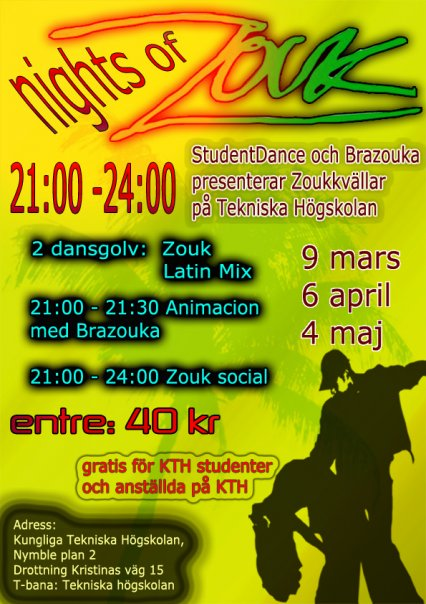 nights of Zouk
21:00 -24:00
StudentDance och Brazouka
presenterar Zoukkvällar
på Tekniska Högskolan
2 dansgolv: Zouk
Latin Mix
9 mars
6 april
4 maj
21:00 - 21:30 Animacion
med Brazouka
21:00 - 24:00 Zouk social
entre: 40 kr
gratis för KTH studenter
och anställda på KTH
Adress:
Kungliga Tekniska Högskolan,
Nymble plan 2
Drottning Kristinas väg 15
T-bana: Tekniska högskolan